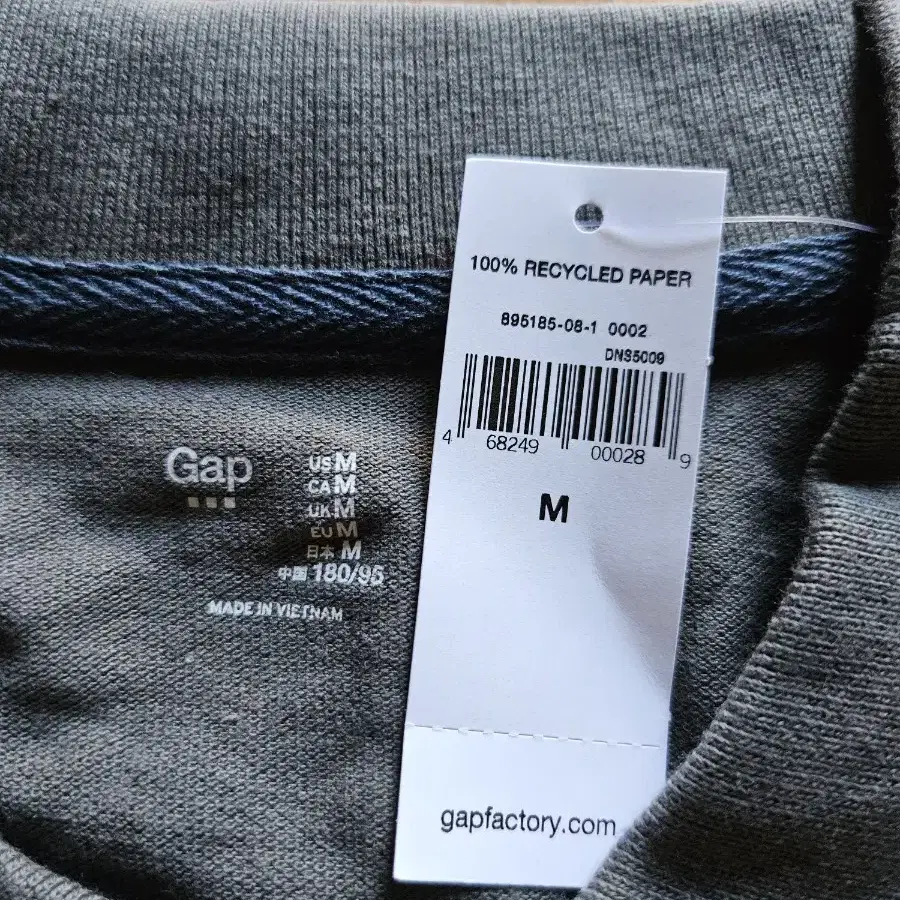 Gap
US M
CA M
UK M
EU M
日本 M
中国 180/96
MADE IN VIETNAM
100% RECYCLED PAPER
895185-08-1 0002
DNS5009
4 68249 00028 9
M
gapfactory.com